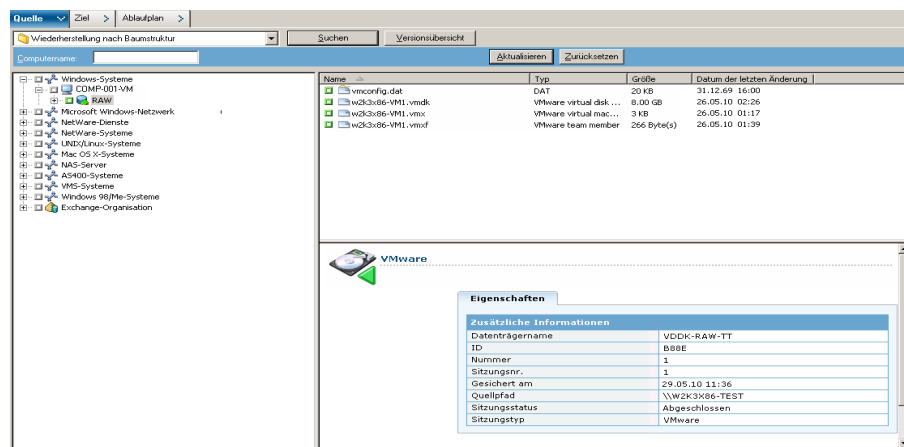 Quelle Ziel > Ablaufplan >
Wiederherstellung nach Baumstruktur Suchen Versionsübersicht
Computername: Aktualisieren Zurücksetzen
Windows-Systeme
COMP-001-VM
RAW
Microsoft Windows-Netzwerk
NetWare-Dienste
NetWare-Systeme
UNIX/Linux-Systeme
Mac OS X-Systeme
NAS-Server
AS400-Systeme
VMS-Systeme
Windows 98/Me-Systeme
Exchange-Organisation
Name Typ Größe Datum der letzten Änderung
vmconfig.dat DAT 20 KB 31.12.69 16:00
w2k3x86-VM1.vmdk VMware virtual disk ... 8.00 GB 26.05.10 02:26
w2k3x86-VM1.vmx VMware virtual mac... 3 KB 26.05.10 01:17
w2k3x86-VM1.vmxf VMware team member 266 Byte(s) 26.05.10 01:39
VMware
Eigenschaften
Zusätzliche Informationen
Datenträgername VDDK-RAW-TT
ID B88E
Nummer 1
Sitzungsnr. 1
Gesichert am 29.05.10 11:36
Quellpfad \\W2K3X86-TEST
Sitzungsstatus Abgeschlossen
Sitzungstyp VMware